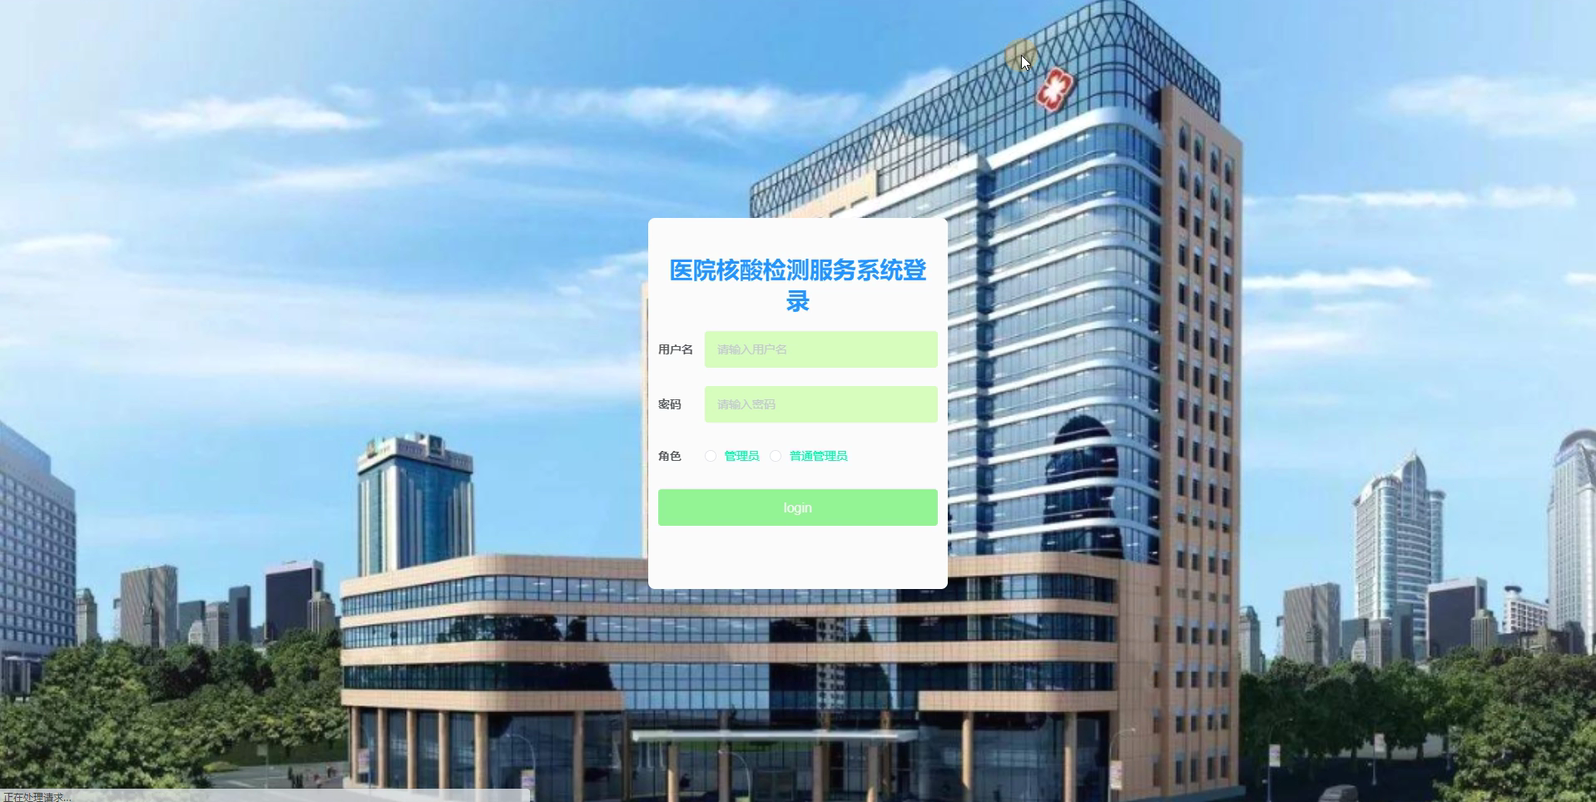 医院核酸检测服务系统登
录
用户名 请输入用户名
密码 请输入密码
角色 管理员 普通管理员
login
正在处理请求...